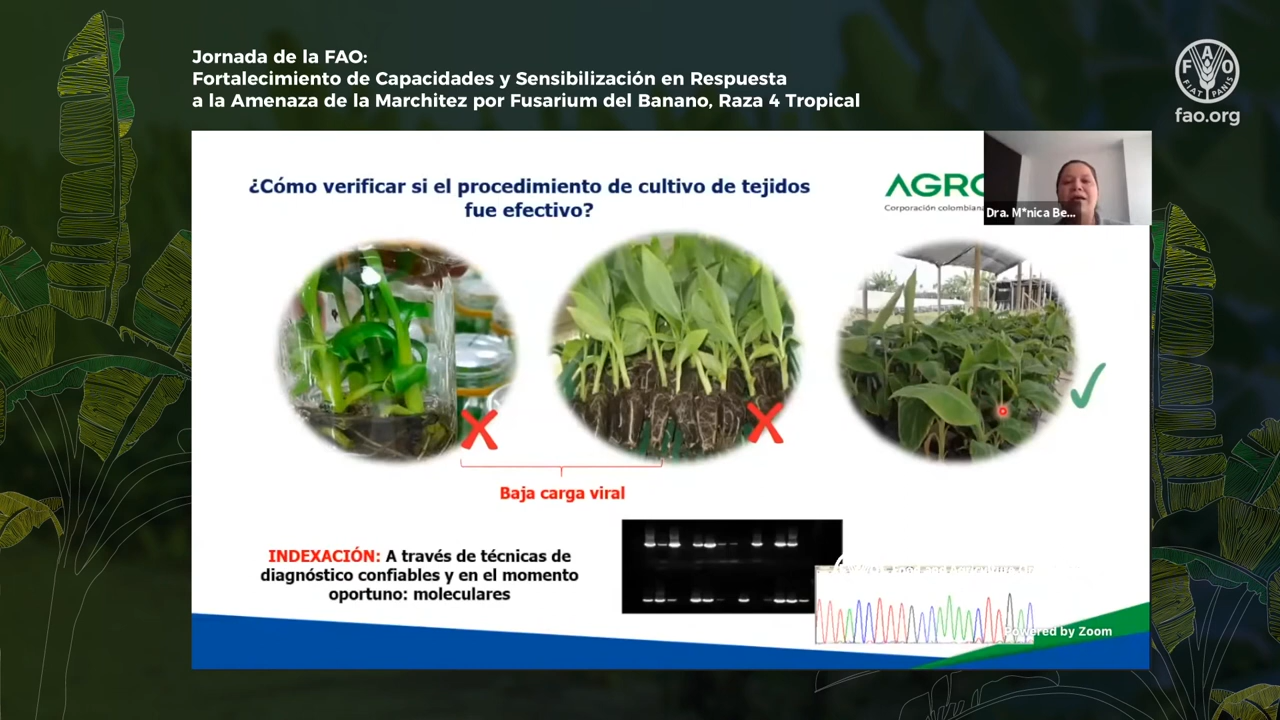 Jornada de la FAO:
Fortalecimiento de Capacidades y Sensibilización en Respuesta
a la Amenaza de la Marchitez por Fusarium del Banano, Raza 4 Tropical
F A O
FIAT PANIS
fao.org
¿Cómo verificar si el procedimiento de cultivo de tejidos
fue efectivo?
AGRO
Corporación colombiana
Dra. M*nica Be...
Baja carga viral
INDEXACIÓN: A través de técnicas de
diagnóstico confiables y en el momento
oportuno: moleculares
Powered by Zoom